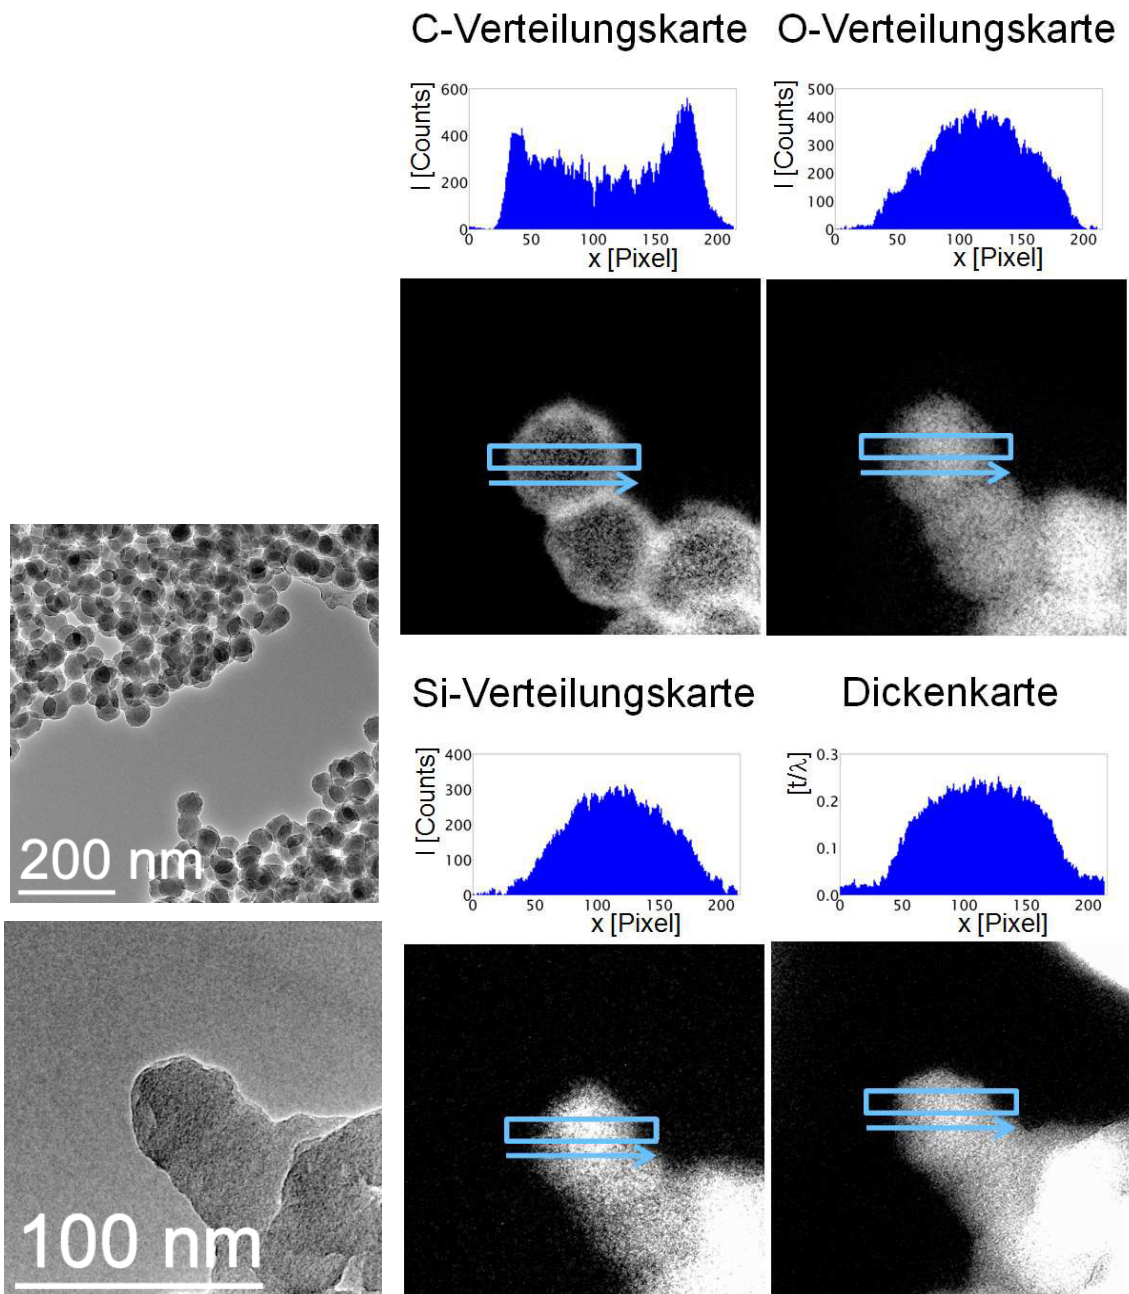 C-Verteilungskarte
O-Verteilungskarte
I [Counts]
600
400
200
0
0 50 100 150 200
x [Pixel]
I [Counts]
500
400
300
200
100
0
0 50 100 150 200
x [Pixel]
200 nm
Si-Verteilungskarte
Dickenkarte
I [Counts]
400
300
200
100
0
0 50 100 150 200
x [Pixel]
[t/λ]
0.3
0.2
0.1
0.0
0 50 100 150 200
x [Pixel]
100 nm